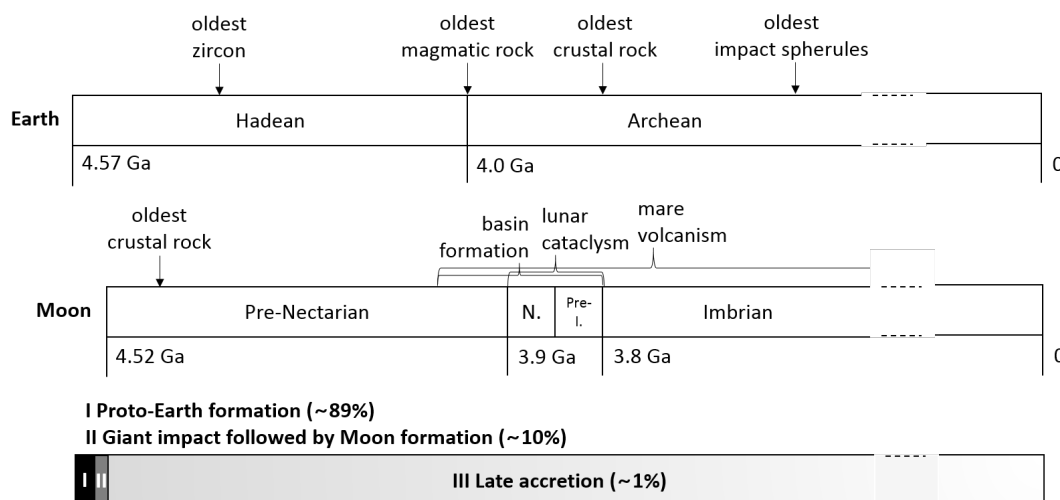 oldest
zircon
oldest
magmatic rock
oldest
crustal rock
oldest
impact spherules
Earth
Hadean
Archean
4.57 Ga
4.0 Ga
0
oldest
crustal rock
basin
formation
lunar
cataclysm
mare
volcanism
Moon
Pre-Nectarian
N.
Pre-
I.
Imbrian
4.52 Ga
3.9 Ga
3.8 Ga
0
I Proto-Earth formation (~89%)
II Giant impact followed by Moon formation (~10%)
I
II
III Late accretion (~1%)